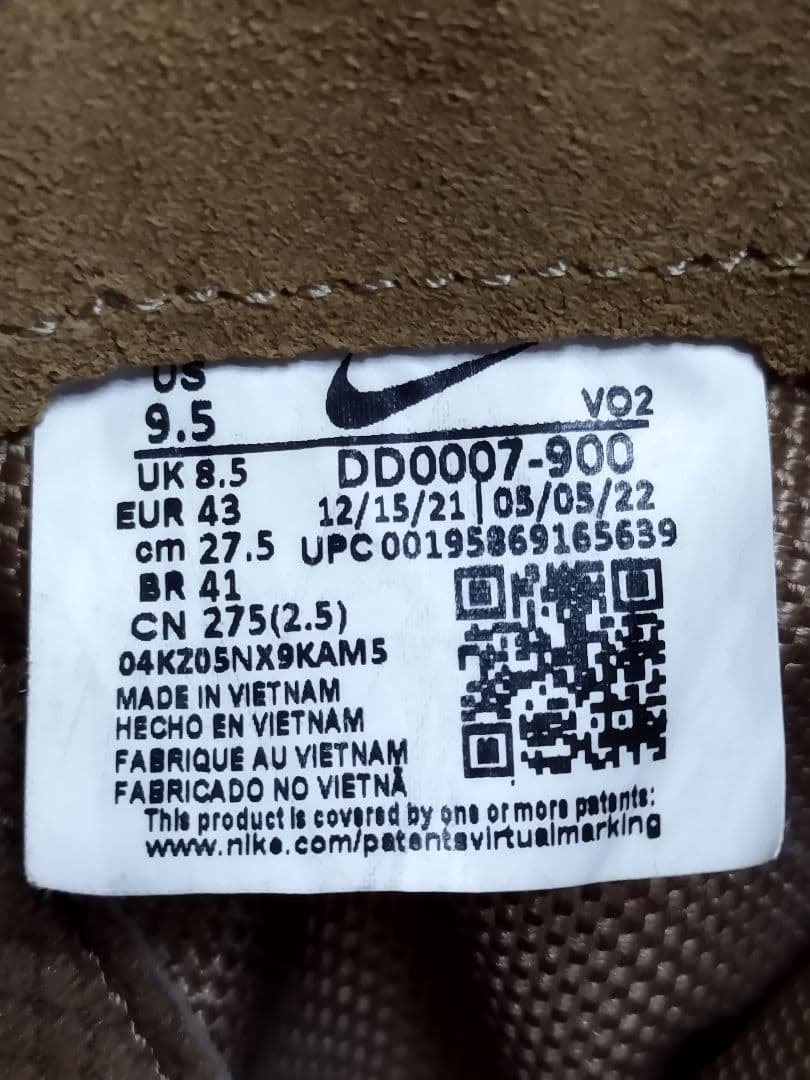 US
9.5 VO2
UK 8.5 DD0007-900
EUR 43 12/15/21 | 05/05/22
cm 27.5 UPC 00195869165639
BR 41
CN 275(2.5)
04KZ05NX9KAM5
MADE IN VIETNAM
HECHO EN VIETNAM
FABRIQUE AU VIETNAM
FABRICADO NO VIETNÃ
This product is covered by one or more patents:
www.nike.com/patentsvirtualmarking